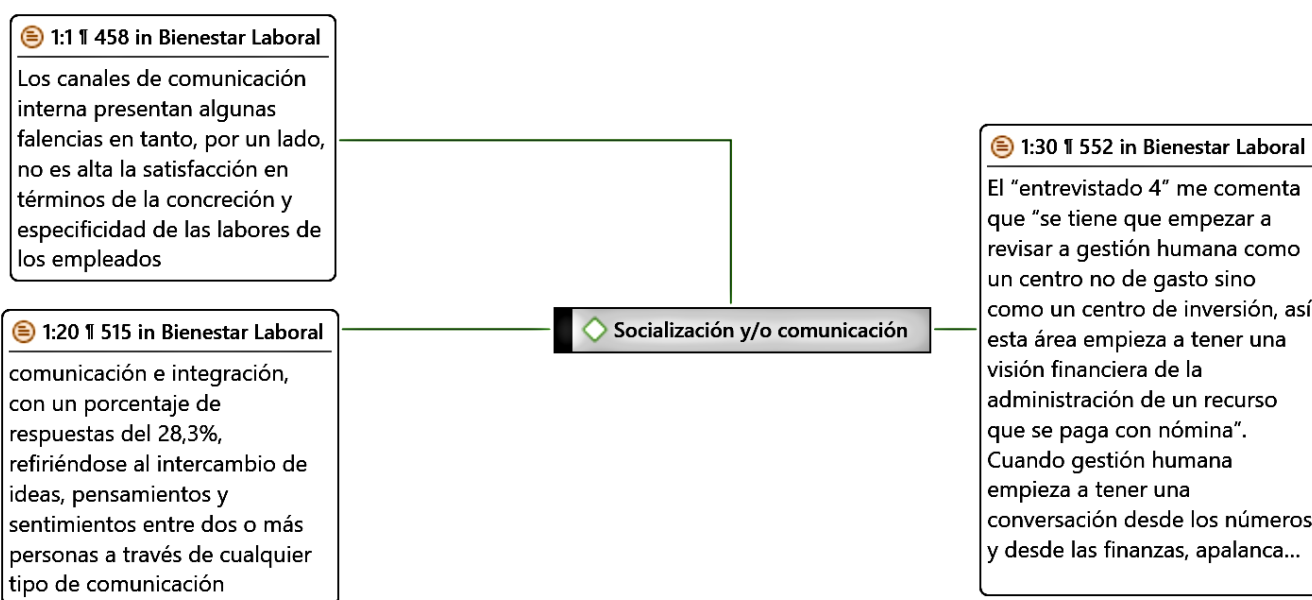 1:1 ¶ 458 in Bienestar Laboral
Los canales de comunicación
interna presentan algunas
falencias en tanto, por un lado,
no es alta la satisfacción en
términos de la concreción y
especificidad de las labores de
los empleados
1:20 ¶ 515 in Bienestar Laboral
comunicación e integración,
con un porcentaje de
respuestas del 28,3%,
refiriéndose al intercambio de
ideas, pensamientos y
sentimientos entre dos o más
personas a través de cualquier
tipo de comunicación
Socialización y/o comunicación
1:30 ¶ 552 in Bienestar Laboral
El “entrevistado 4” me comenta
que “se tiene que empezar a
revisar a gestión humana como
un centro no de gasto sino
como un centro de inversión, así
esta área empieza a tener una
visión financiera de la
administración de un recurso
que se paga con nómina”.
Cuando gestión humana
empieza a tener una
conversación desde los números
y desde las finanzas, apalanca...